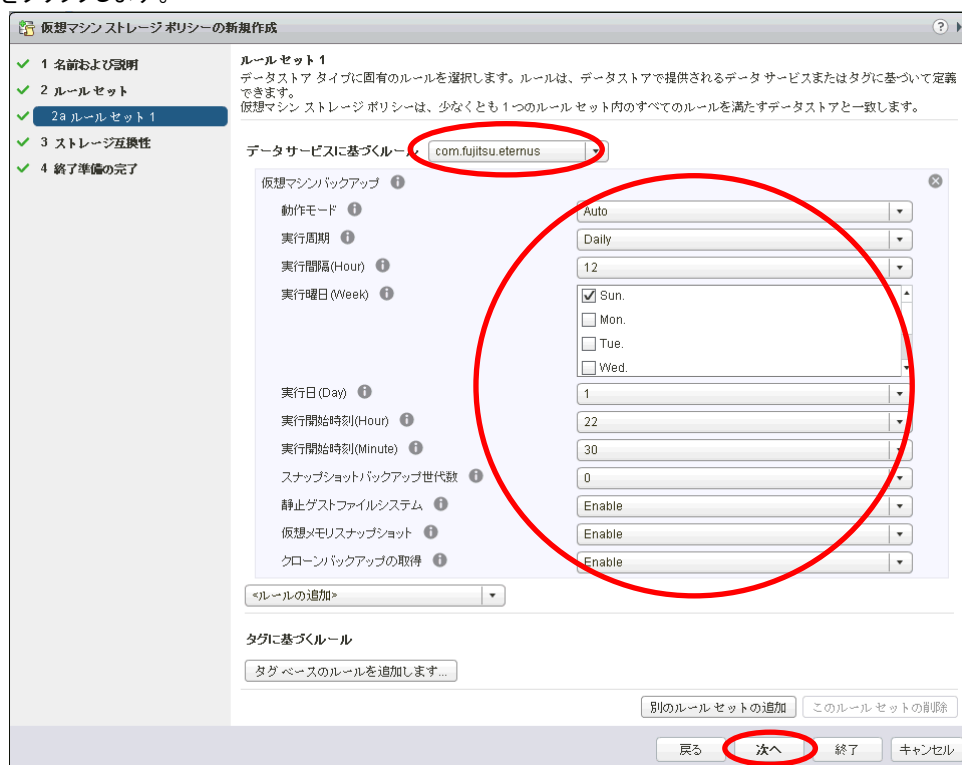 をクリックします。
仮想マシン ストレージ ポリシーの新規作成
1 名前および説明
2 ルール セット
2a ルール セット 1
3 ストレージ互換性
4 終了準備の完了
ルール セット 1
データストア タイプに固有のルールを選択します。ルールは、データストアで提供されるデータ サービスまたはタグに基づいて定義
できます。
仮想マシン ストレージ ポリシーは、少なくとも 1 つのルール セット内のすべてのルールを満たすデータストアと一致します。
データ サービスに基づくルール com.fujitsu.eternus
仮想マシンバックアップ
動作モード Auto
実行周期 Daily
実行間隔(Hour) 12
実行曜日(Week) Sun.
Mon.
Tue.
Wed.
実行日(Day) 1
実行開始時刻(Hour) 22
実行開始時刻(Minute) 30
スナップショットバックアップ世代数 0
静止ゲストファイルシステム Enable
仮想メモリスナップショット Enable
クローンバックアップの取得 Enable
<ルールの追加>
タグに基づくルール
タグ ベースのルールを追加します...
別のルール セットの追加 このルール セットの削除
戻る 次へ 終了 キャンセル